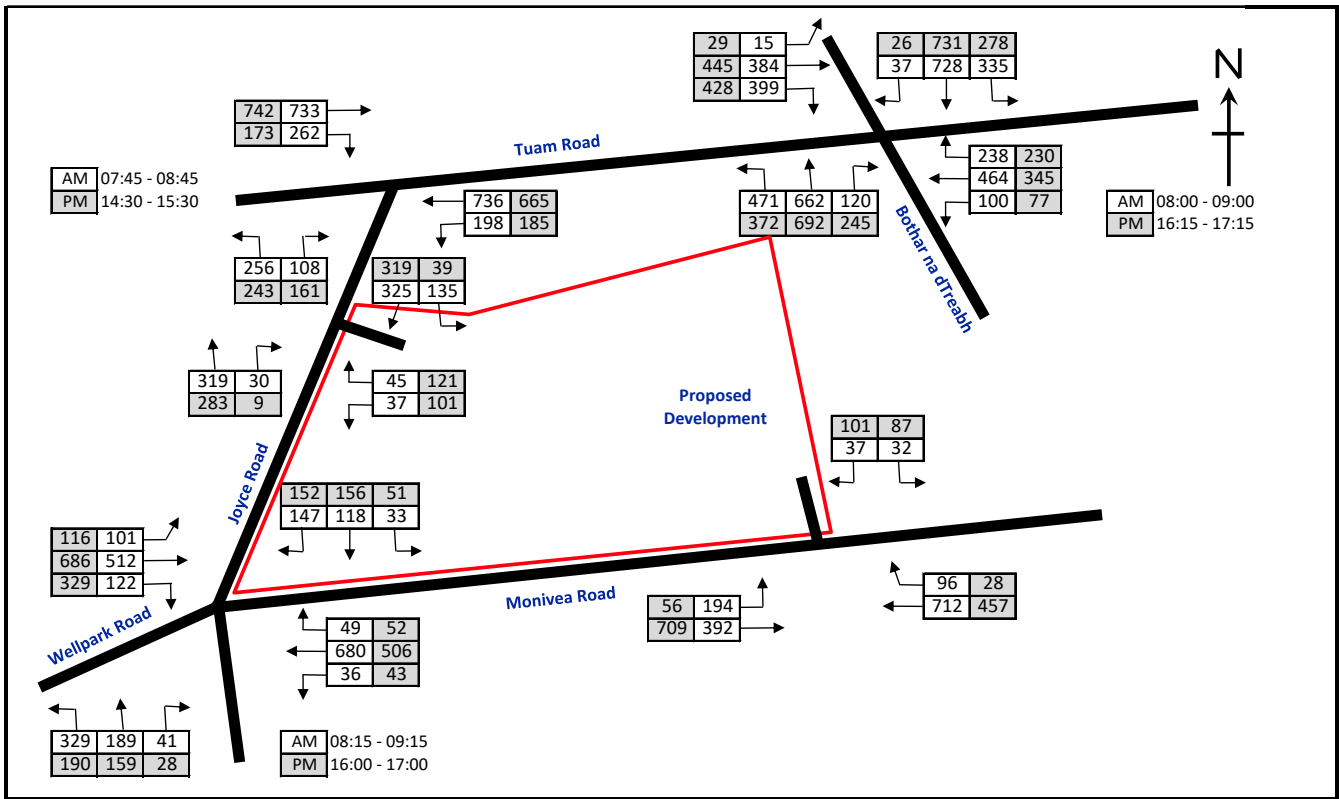 29 15
445 384
428 399
26 731 278
37 728 335
N
742 733
173 262
Tuam Road
238 230
464 345
100 77
AM 07:45 - 08:45
PM 14:30 - 15:30
736 665
198 185
471 662 120
372 692 245
AM 08:00 - 09:00
PM 16:15 - 17:15
Bothar na dTreabh
256 108
243 161
319 39
325 135
319 30
283 9
45 121
37 101
Proposed
Development
101 87
37 32
Joyce Road
152 156 51
147 118 33
116 101
686 512
329 122
Monivea Road
96 28
712 457
56 194
709 392
Wellpark Road
49 52
680 506
36 43
329 189 41
190 159 28
AM 08:15 - 09:15
PM 16:00 - 17:00